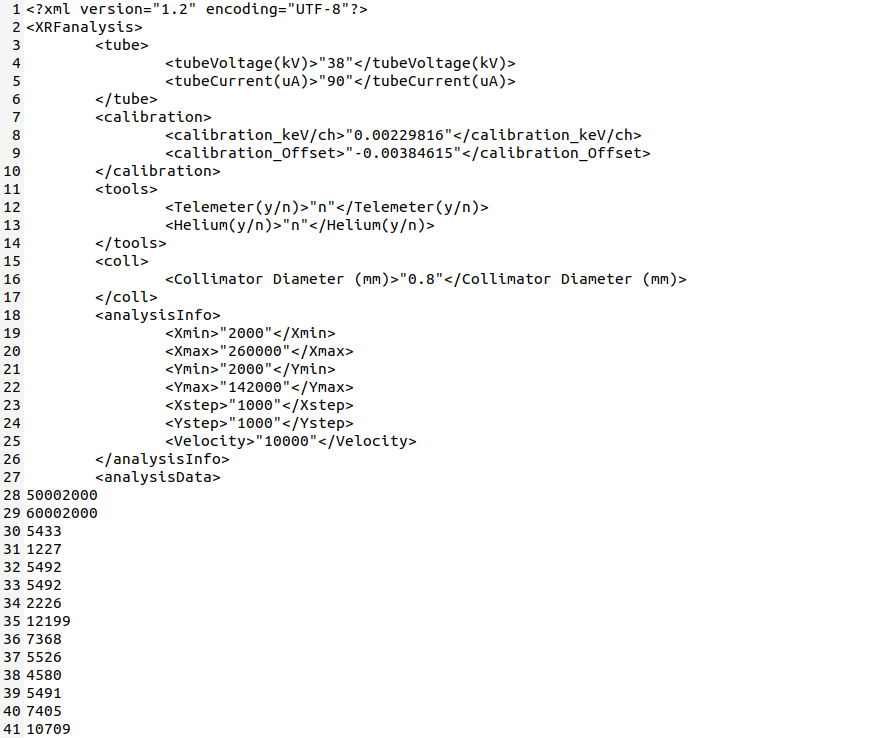 1 <?xml version="1.2" encoding="UTF-8"?>
2 <XRFanalysis>
3 <tube>
4 <tubeVoltage(kV)>"38"</tubeVoltage(kV)>
5 <tubeCurrent(uA)>"90"</tubeCurrent(uA)>
6 </tube>
7 <calibration>
8 <calibration_keV/ch>"0.00229816"</calibration_keV/ch>
9 <calibration_Offset>"-0.00384615"</calibration_Offset>
10 </calibration>
11 <tools>
12 <Telemeter(y/n)>"n"</Telemeter(y/n)>
13 <Helium(y/n)>"n"</Helium(y/n)>
14 </tools>
15 <coll>
16 <Collimator Diameter (mm)>"0.8"</Collimator Diameter (mm)>
17 </coll>
18 <analysisInfo>
19 <Xmin>"2000"</Xmin>
20 <Xmax>"260000"</Xmax>
21 <Ymin>"2000"</Ymin>
22 <Ymax>"142000"</Ymax>
23 <Xstep>"1000"</Xstep>
24 <Ystep>"1000"</Ystep>
25 <Velocity>"10000"</Velocity>
26 </analysisInfo>
27 <analysisData>
28 50002000
29 60002000
30 5433
31 1227
32 5492
33 5492
34 2226
35 12199
36 7368
37 5526
38 4580
39 5491
40 7405
41 10709